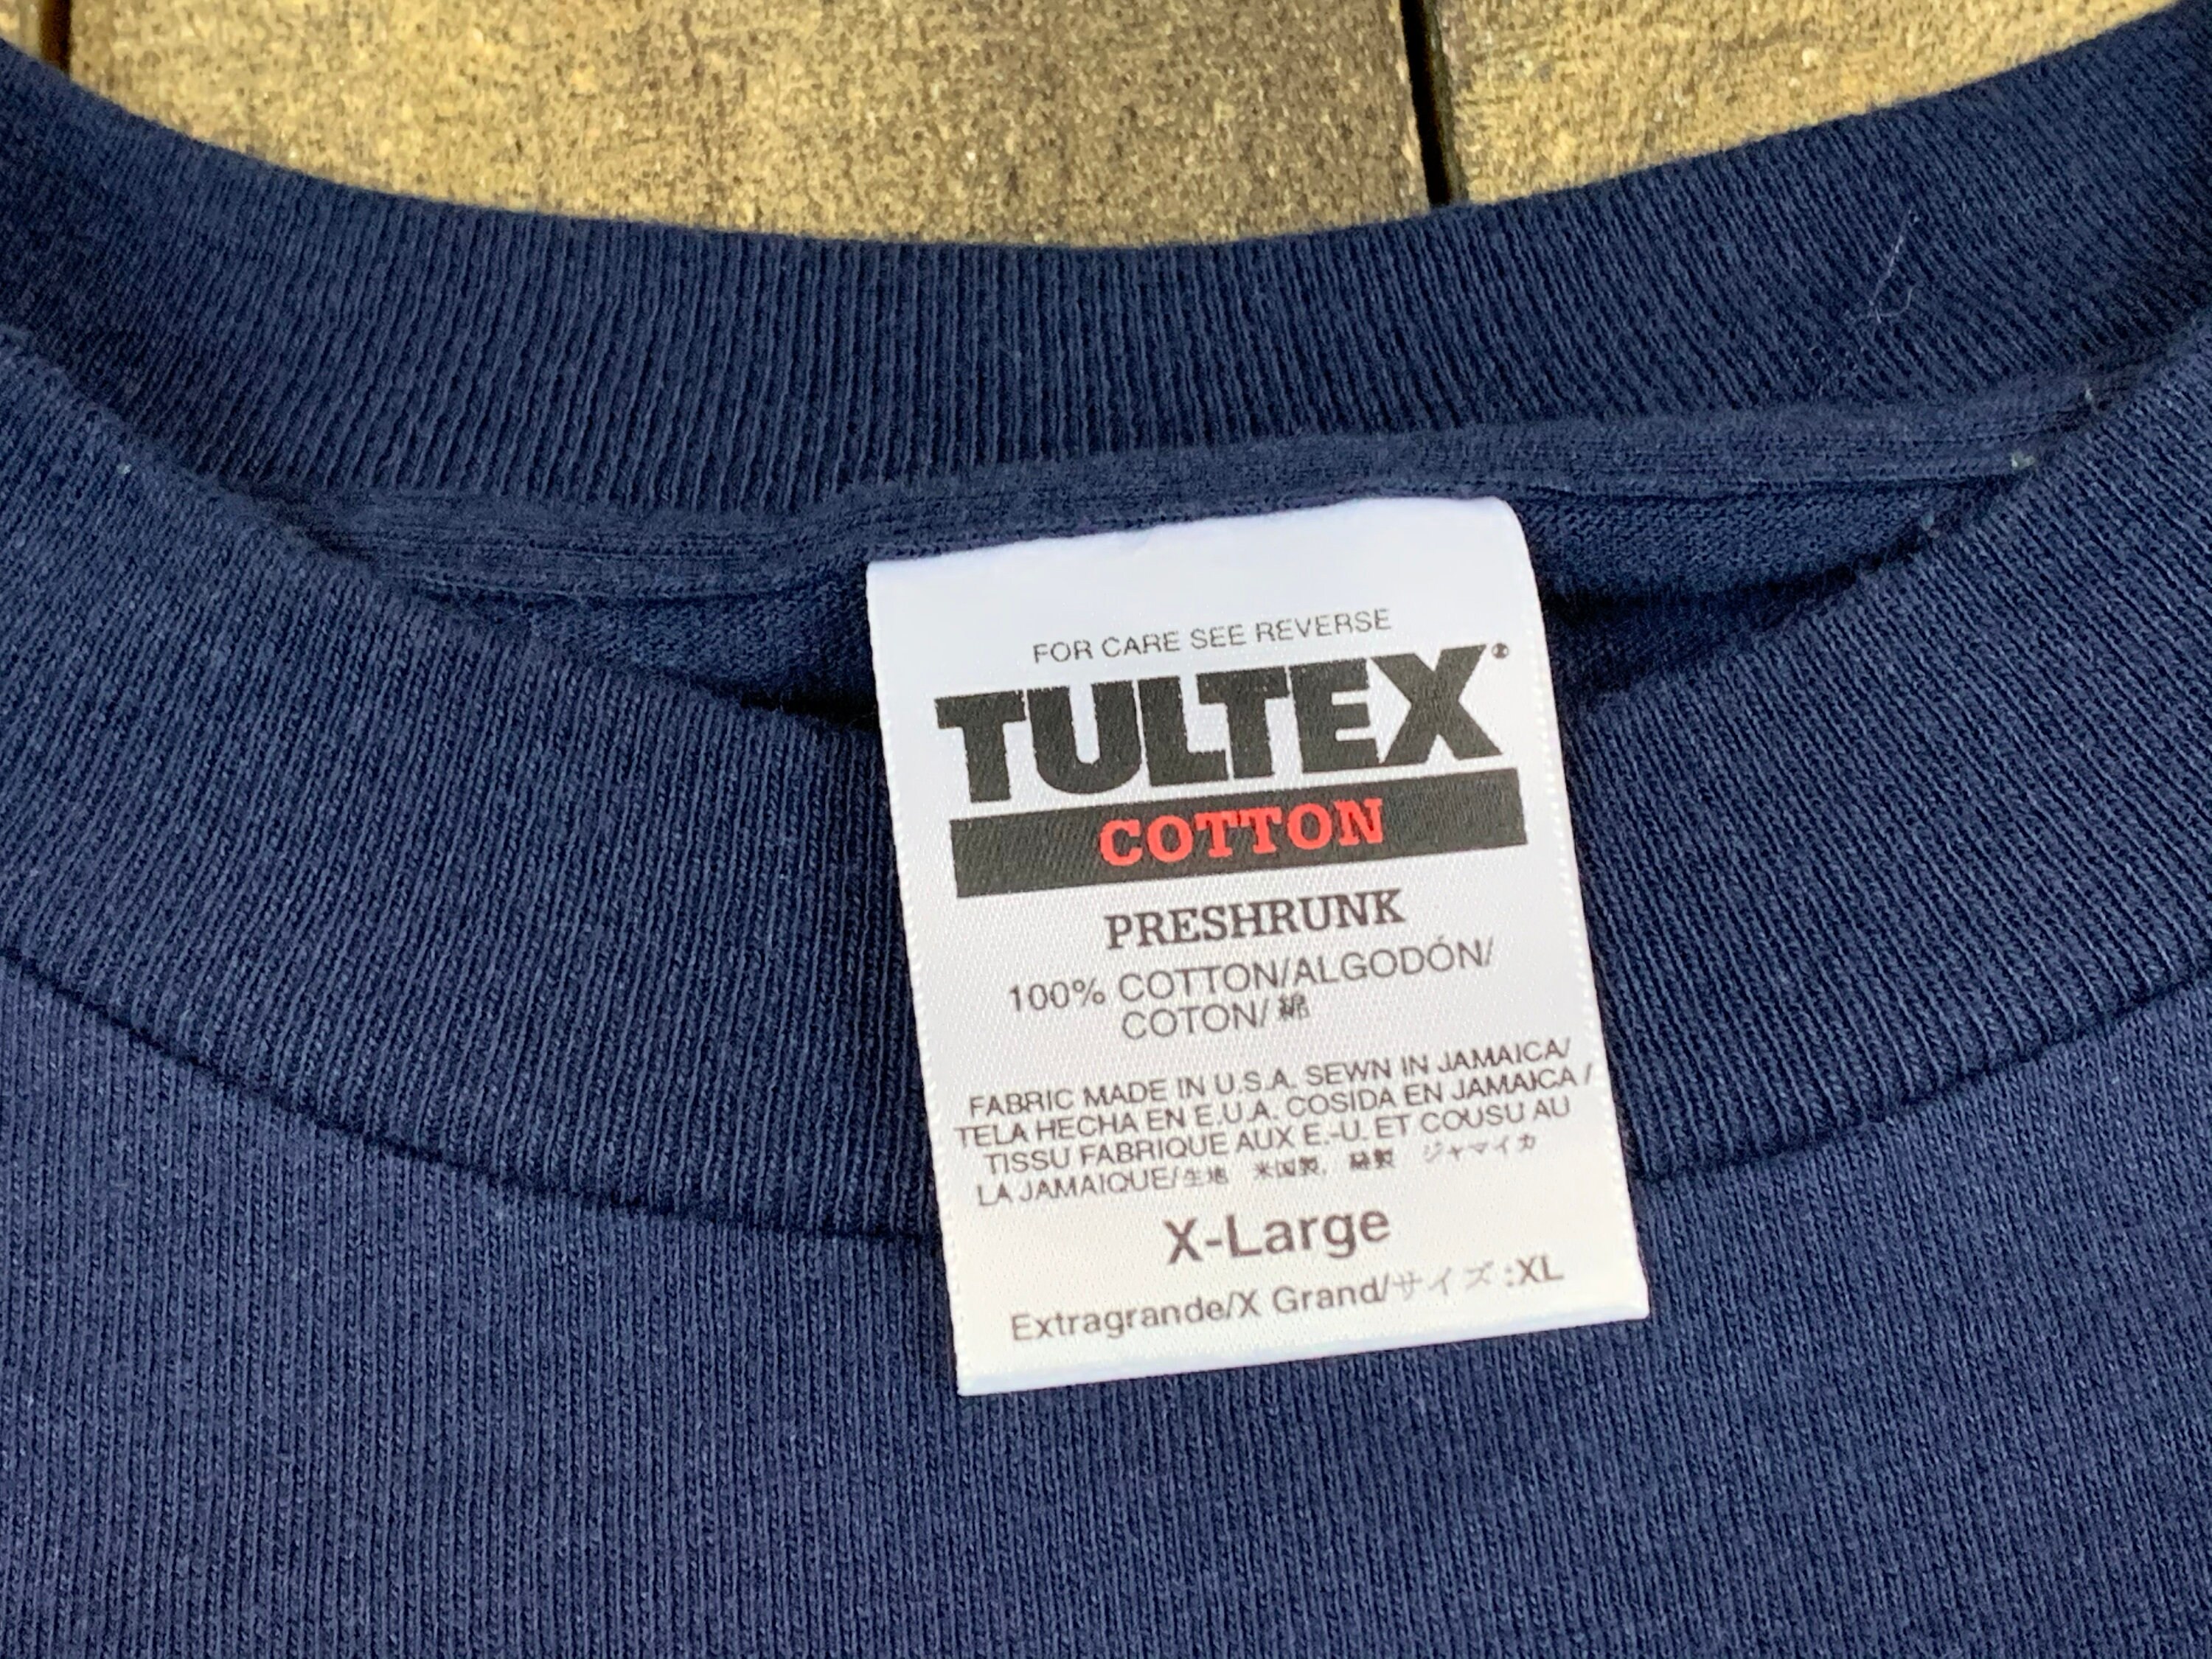 FOR CARE SEE REVERSE
TULTEX®
COTTON
PRESHRUNK
100% COTTON/ALGODÓN/
COTON/綿
FABRIC MADE IN U.S.A. SEWN IN JAMAICA/
TELA HECHA EN E.U.A. COSIDA EN JAMAICA /
TISSU FABRIQUE AUX E.-U. ET COUSU AU
LA JAMAIQUE/生地 米国製, 縫製 ジャマイカ
X-Large
Extragrande/X Grand/サイズ:XL